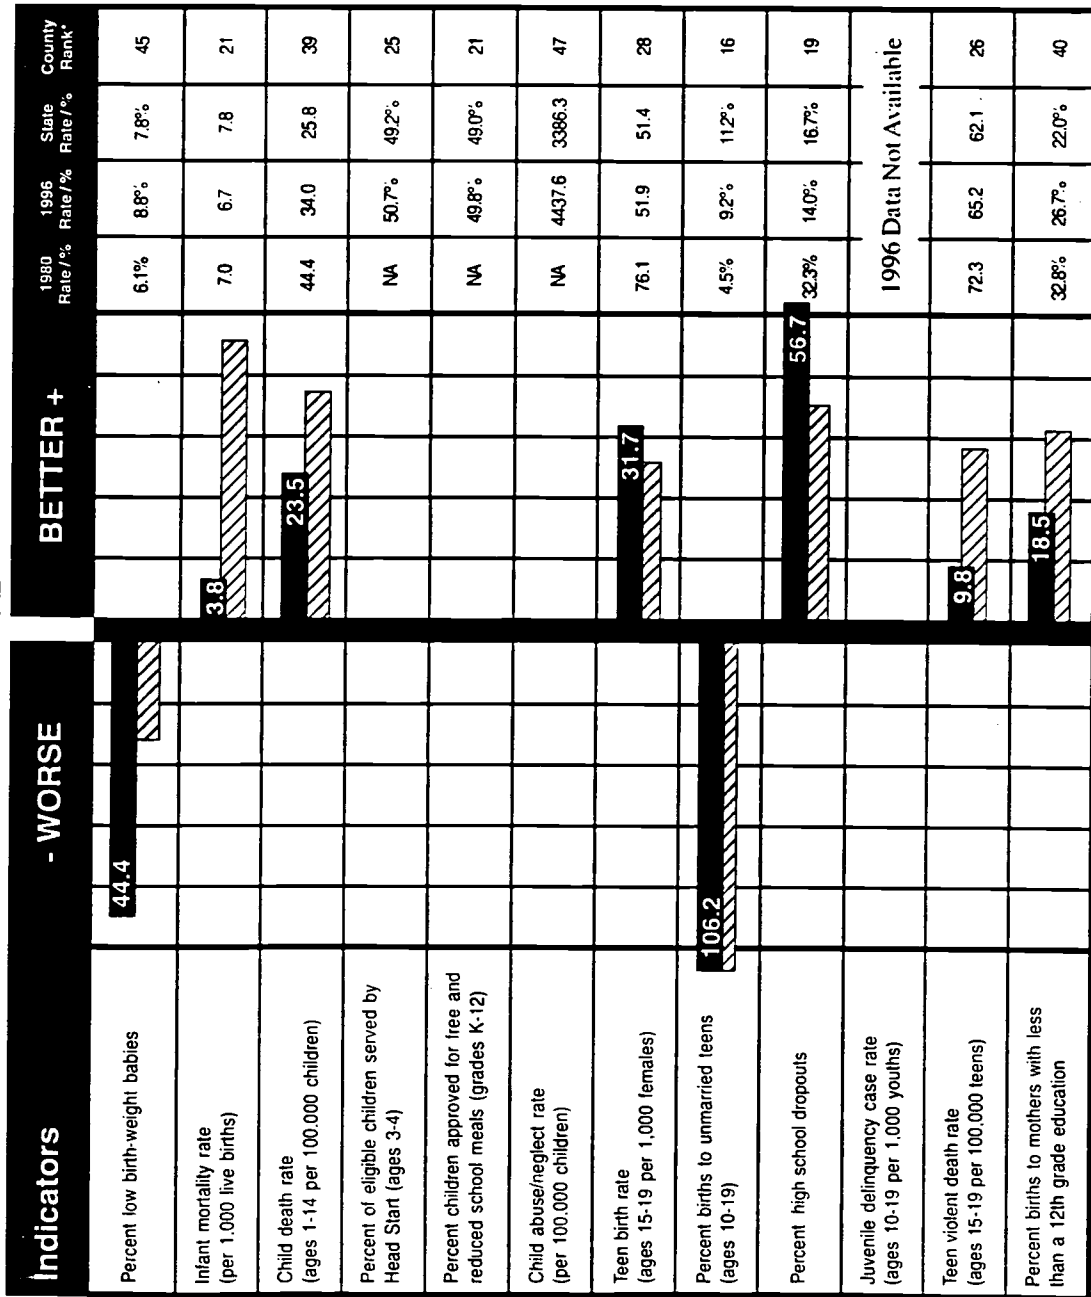 Indicators - WORSE BETTER + 1980 Rate / % 1996 Rate / % State Rate / % County Rank*
Percent low birth-weight babies 44.4 6.1% 8.8% 7.8% 45
Infant mortality rate
(per 1.000 live births) 3.8 7.0 6.7 7.8 21
Child death rate
(ages 1-14 per 100.000 children) 23.5 44.4 34.0 25.8 39
Percent of eligible children served by
Head Start (ages 3-4) NA 50.7% 49.2% 25
Percent children approved for free and
reduced school meals (grades K-12) NA 49.8% 49.0% 21
Child abuse/neglect rate
(per 100.000 children) NA 4437.6 3386.3 47
Teen birth rate
(ages 15-19 per 1,000 females) 31.7 76.1 51.9 51.4 28
Percent births to unmarried teens
(ages 10-19) 106.2 4.5% 9.2% 112% 16
Percent high school dropouts 56.7 32.3% 14.0% 16.7% 19
Juvenile delinquency case rate
(ages 10-19 per 1,000 youths) 1996 Data Not Available
Teen violent death rate
(ages 15-19 per 100,000 teens) 9.8 72.3 65.2 62.1 26
Percent births to mothers with less
than a 12th grade education 18.5 32.8% 26.7% 22.0% 40